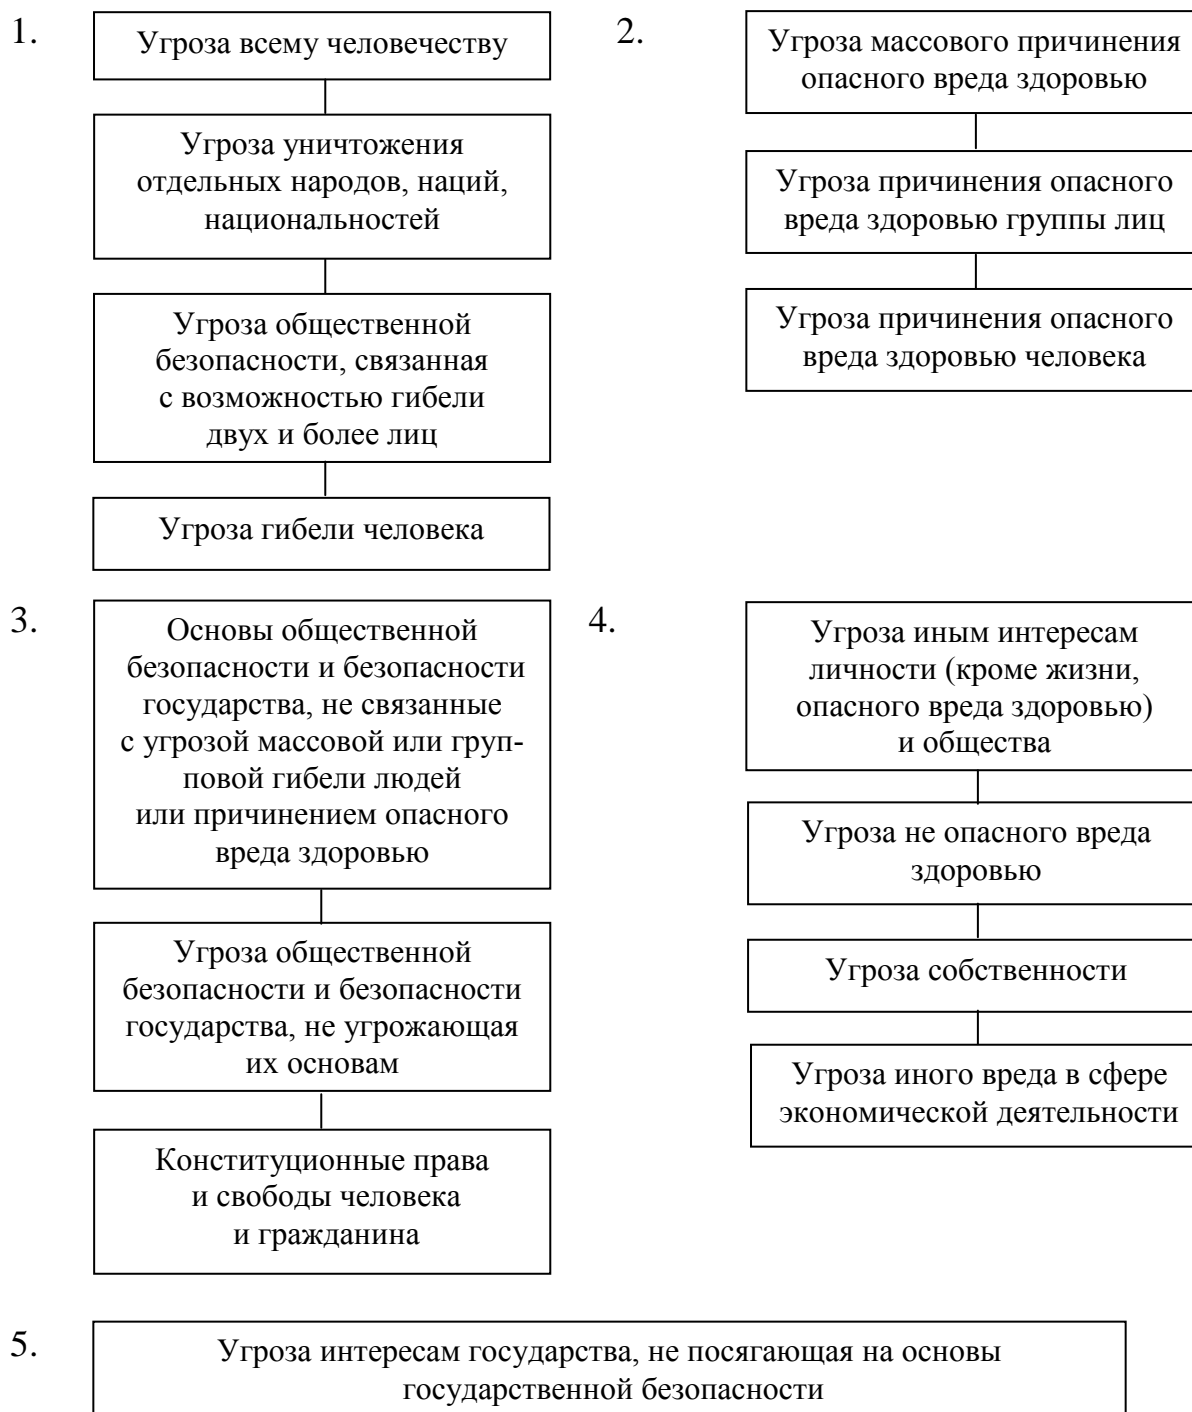 1.
Угроза всему человечеству
Угроза уничтожения
отдельных народов, наций,
национальностей
Угроза общественной
безопасности, связанная
с возможностью гибели
двух и более лиц
Угроза гибели человека
2.
Угроза массового причинения
опасного вреда здоровью
Угроза причинения опасного
вреда здоровью группы лиц
Угроза причинения опасного
вреда здоровью человека
3.
Основы общественной
безопасности и безопасности
государства, не связанные
с угрозой массовой или груп-
повой гибели людей
или причинением опасного
вреда здоровью
Угроза общественной
безопасности и безопасности
государства, не угрожающая
их основам
Конституционные права
и свободы человека
и гражданина
4.
Угроза иным интересам
личности (кроме жизни,
опасного вреда здоровью)
и общества
Угроза не опасного вреда
здоровью
Угроза собственности
Угроза иного вреда в сфере
экономической деятельности
5.
Угроза интересам государства, не посягающая на основы
государственной безопасности